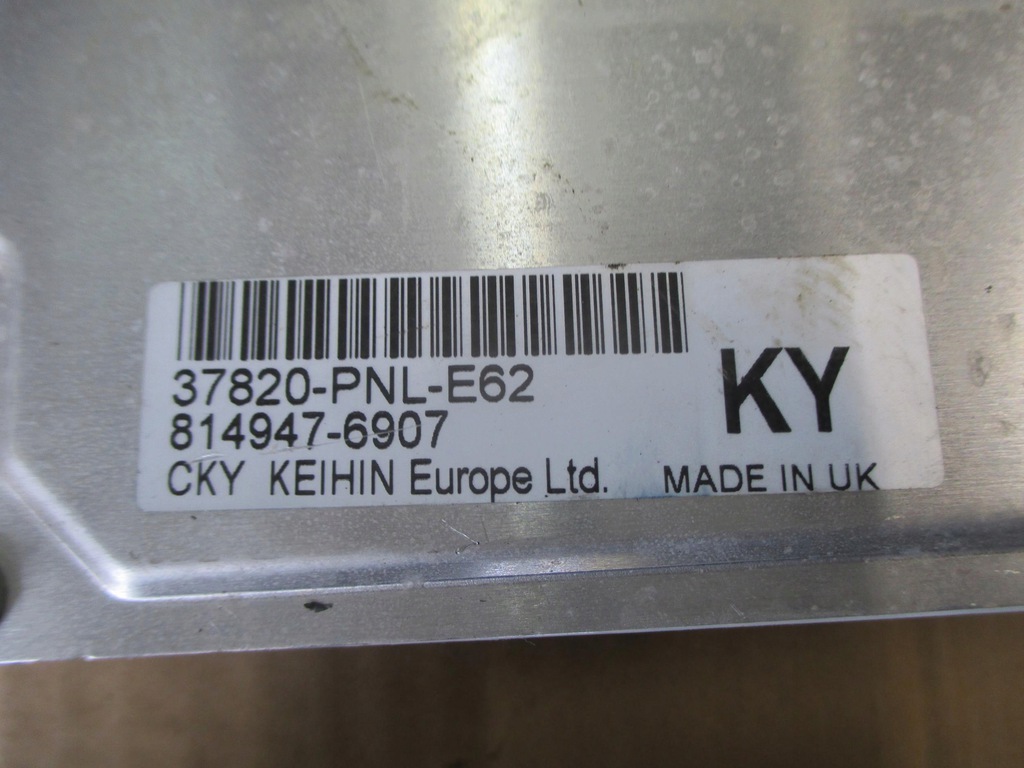 37820-PNL-E62
814947-6907
KY
CKY KEIHIN Europe Ltd. MADE IN UK